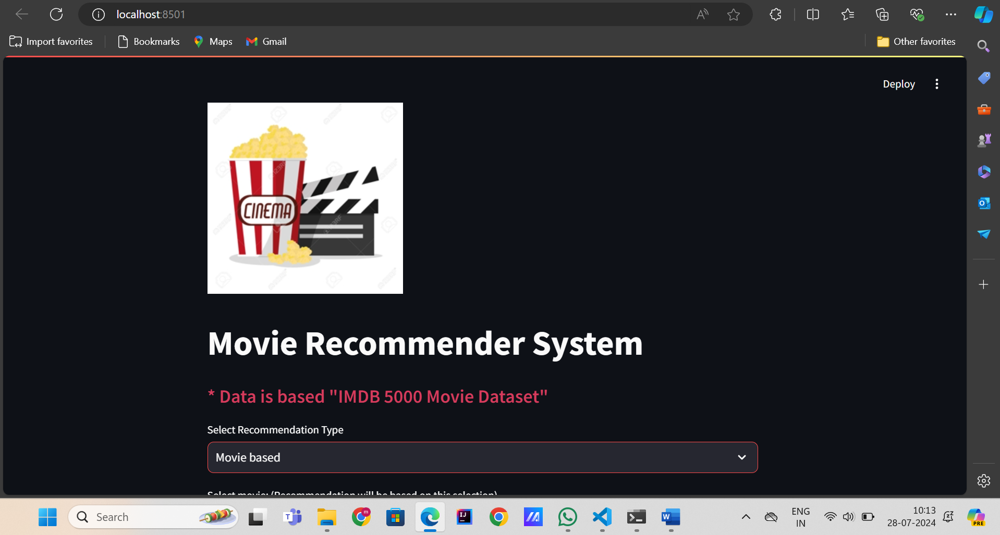 localhost:8501
Import favorites
Bookmarks
Maps
Gmail
Other favorites
Deploy
CINEMA
Movie Recommender System
* Data is based "IMDB 5000 Movie Dataset"
Select Recommendation Type
Movie based
Select movie: (Recommendation will be based on this selection)
Search
ENG
IN
10:13
28-07-2024
PRE